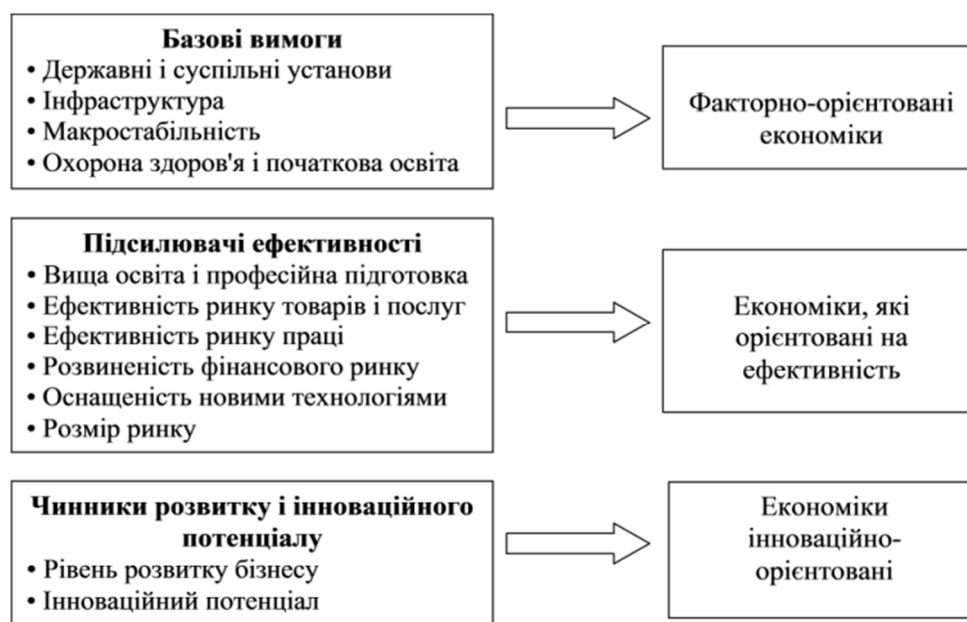 Базові вимоги
• Державні і суспільні установи
• Інфраструктура
• Макростабільність
• Охорона здоров'я і початкова освіта
Факторно-орієнтовані
економіки
Підсилювачі ефективності
• Вища освіта і професійна підготовка
• Ефективність ринку товарів і послуг
• Ефективність ринку праці
• Розвиненість фінансового ринку
• Оснащеність новими технологіями
• Розмір ринку
Економіки, які
орієнтовані на
ефективність
Чинники розвитку і інноваційного
потенціалу
• Рівень розвитку бізнесу
• Інноваційний потенціал
Економіки
інноваційно-
орієнтовані